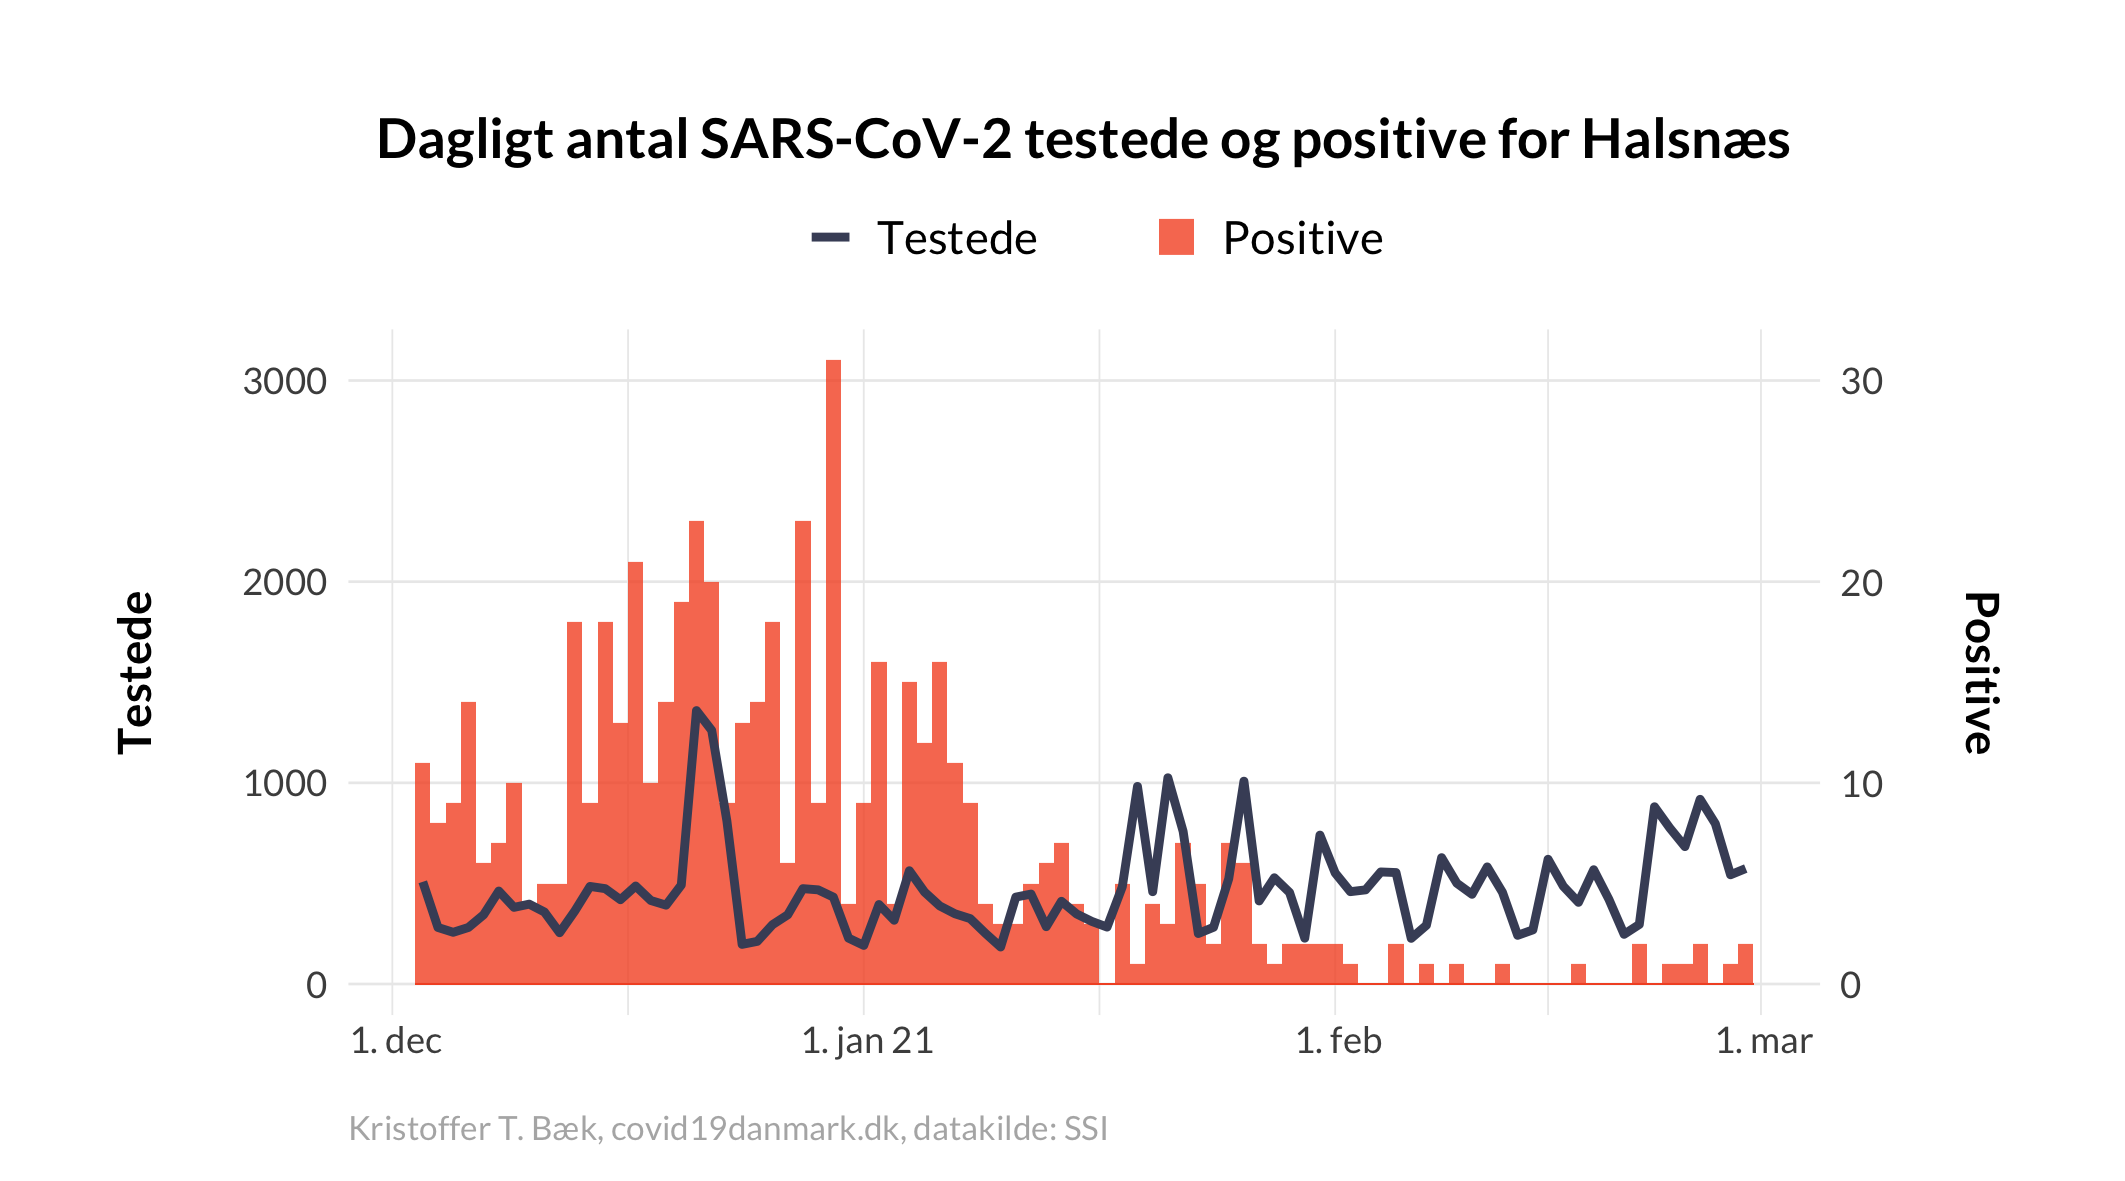 Dagligt antal SARS-CoV-2 testede og positive for Halsnæs
Testede
Positive
3000
2000
1000
0
30
20
10
0
Testede
Positive
1. dec
1. jan 21
1. feb
1. mar
Kristoffer T. Bæk, covid19danmark.dk, datakilde: SSI